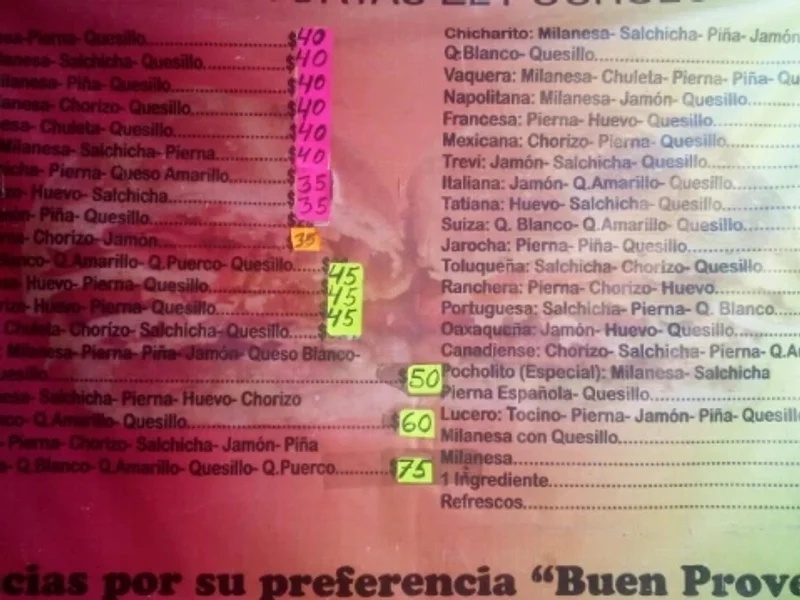 Pierna- Quesillo $40
Salchicha- Quesillo $40
Piña- Quesillo $40
Chorizo- Quesillo $40
Chuleta- Quesillo $40
Milanesa- Salchicha- Pierna $40
Pierna- Queso Amarillo $35
Huevo- Salchicha $35
Piña- Quesillo
Chorizo- Jamón 35
Q.Amarillo- Q.Puerco- Quesillo $45
Huevo- Pierna- Quesillo 45
Huevo- Pierna- Quesillo 45
Chuleta- Chorizo- Salchicha- Quesillo $
Milanesa- Pierna- Piña- Jamón- Queso Blanco-
$50
Salchicha- Pierna- Huevo- Chorizo
Q.Amarillo- Quesillo $60
Pierna- Chorizo- Salchicha- Jamón- Piña
Q.Blanco- Q.Amarillo- Quesillo- Q.Puerco $75
Chicharito: Milanesa- Salchicha- Piña- Jamón
Q.Blanco- Quesillo
Vaquera: Milanesa- Chuleta- Pierna- Piña- Qu
Napolitana: Milanesa- Jamón- Quesillo
Francesa: Pierna- Huevo- Quesillo
Mexicana: Chorizo- Pierna- Quesillo
Trevi: Jamón- Salchicha- Quesillo
Italiana: Jamón- Q.Amarillo- Quesillo
Tatiana: Huevo- Salchicha- Quesillo
Suiza: Q. Blanco- Q.Amarillo- Quesillo
Jarocha: Pierna- Piña- Quesillo
Toluqueña: Salchicha- Chorizo- Quesillo
Ranchera: Pierna- Chorizo- Huevo
Portuguesa: Salchicha- Pierna- Q. Blanco
Oaxaqueña: Jamón- Huevo- Quesillo
Canadiense: Chorizo- Salchicha- Pierna- Q.A
Pocholito (Especial): Milanesa- Salchicha
Pierna Española- Quesillo
Lucero: Tocino- Pierna- Jamón- Piña- Quesill
Milanesa con Quesillo
Milanesa
1 Ingrediente
Refrescos
cias por su preferencia “Buen Prove